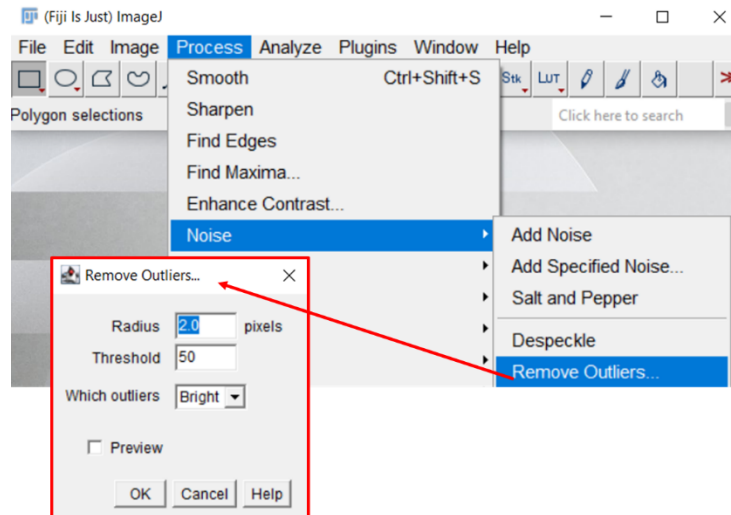 (Fiji Is Just) ImageJ
File Edit Image Process Analyze Plugins Window Help
Stk LUT
Polygon selections
Click here to search
Smooth Ctrl+Shift+S
Sharpen
Find Edges
Find Maxima...
Enhance Contrast...
Noise
Add Noise
Add Specified Noise...
Salt and Pepper
Despeckle
Remove Outliers...
Remove Outliers...
Radius 2.0 pixels
Threshold 50
Which outliers Bright
Preview
OK Cancel Help